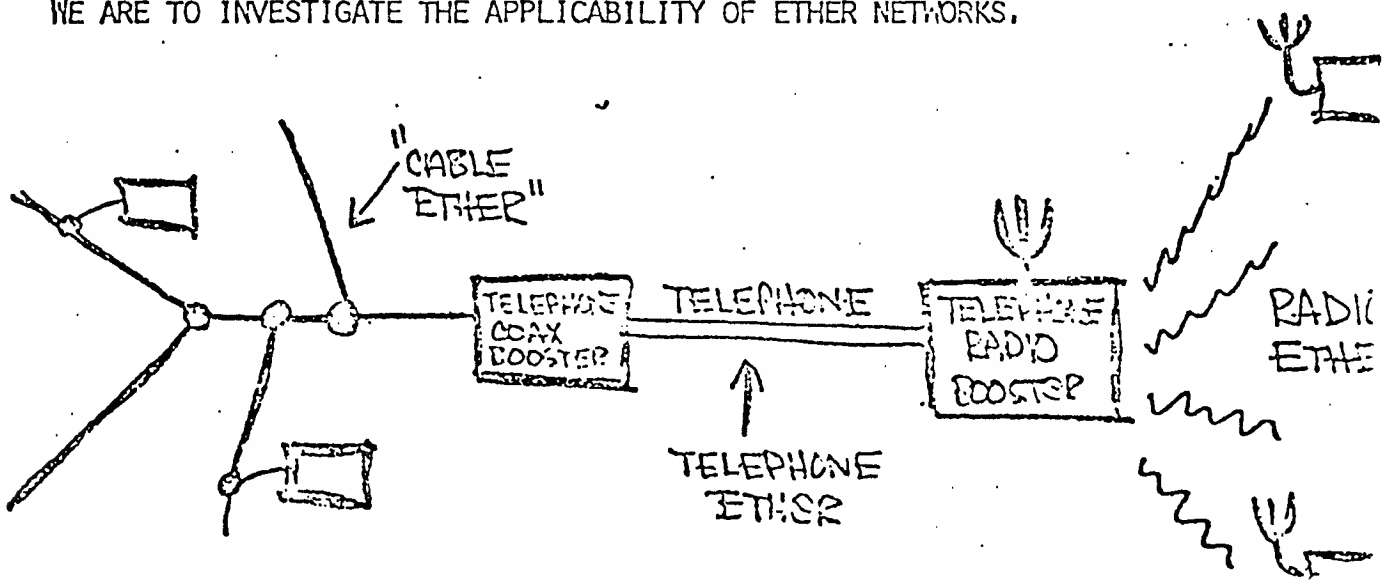 WE ARE TO INVESTIGATE THE APPLICABILITY OF ETHER NETWORKS.
"CABLE
ETHER"
TELEPHONE
COAX
BOOSTER
TELEPHONE
TELEPHONE
ETHER
TELEPHONE
RADIO
BOOSTER
RADI
ETHE